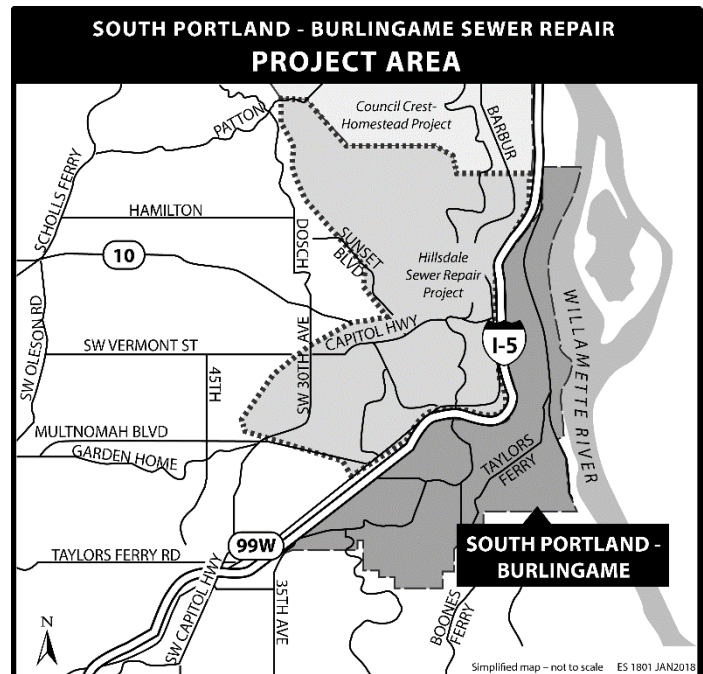 SOUTH PORTLAND - BURLINGAME SEWER REPAIR
PROJECT AREA
Council Crest-
Homestead Project
BARBUR
PATTON
SCHOLLS FERRY
HAMILTON
DOSCH
SUNSET
BLVD
10
Hillsdale
Sewer Repair
Project
WILLAMETTE RIVER
I-5
CAPITOL HWY
SW VERMONT ST
SW OLESON RD
45TH
SW 30TH AVE
MULTNOMAH BLVD
GARDEN HOME
TAYLORS
FERRY
99W
SOUTH PORTLAND -
BURLINGAME
TAYLORS FERRY RD
SW CAPITOL HWY
35TH AVE
BOONES
FERRY
N
Simplified map – not to scale ES 1801 JAN2018